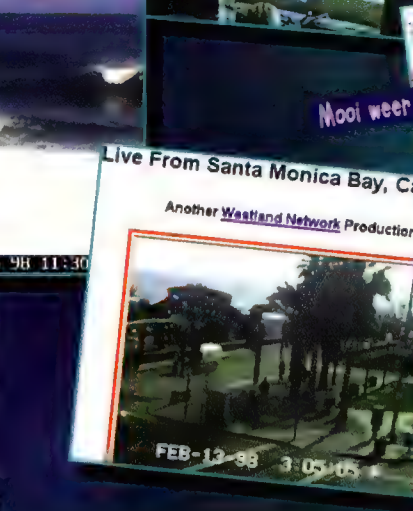 Mooi weer
Live From Santa Monica Bay, Ca
Another Westland Network Production
98 11:30
FEB-13-98 3:05:05